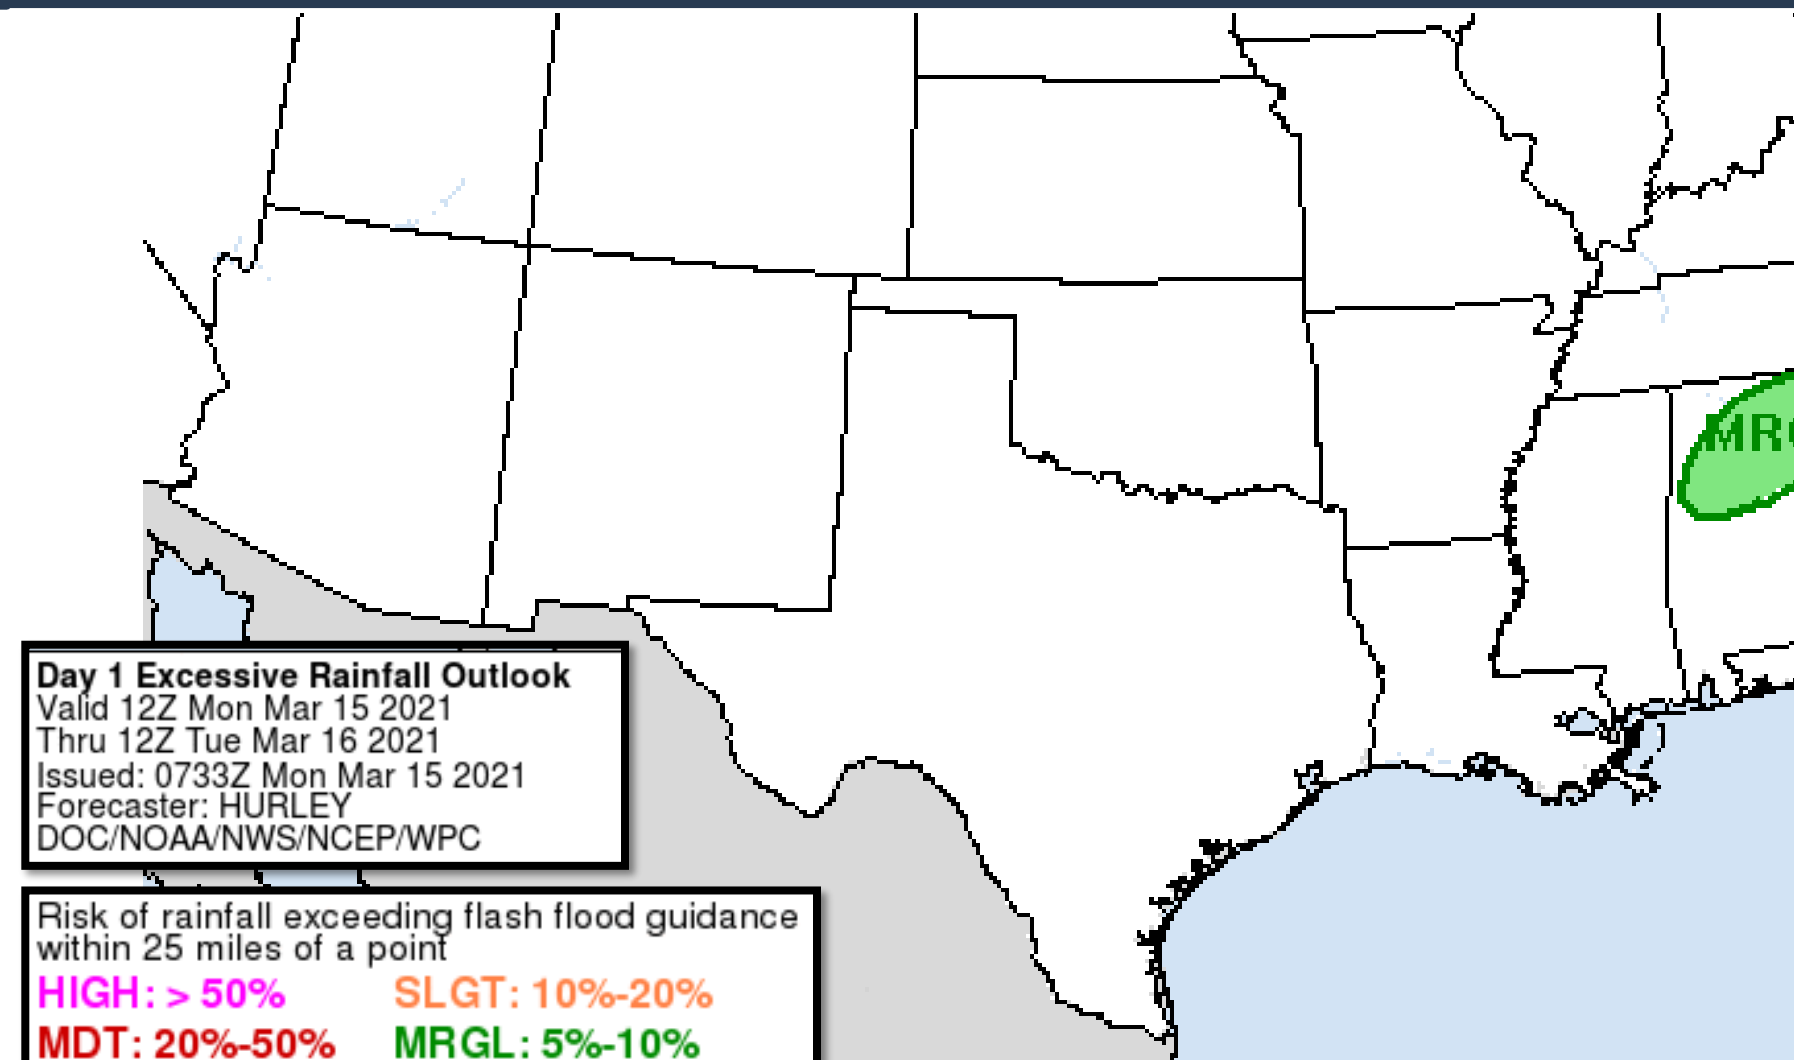 MR
Day 1 Excessive Rainfall Outlook
Valid 12Z Mon Mar 15 2021
Thru 12Z Tue Mar 16 2021
Issued: 0733Z Mon Mar 15 2021
Forecaster: HURLEY
DOC/NOAA/NWS/NCEP/WPC
Risk of rainfall exceeding flash flood guidance
within 25 miles of a point
HIGH: > 50% SLGT: 10%-20%
MDT: 20%-50% MRGL: 5%-10%